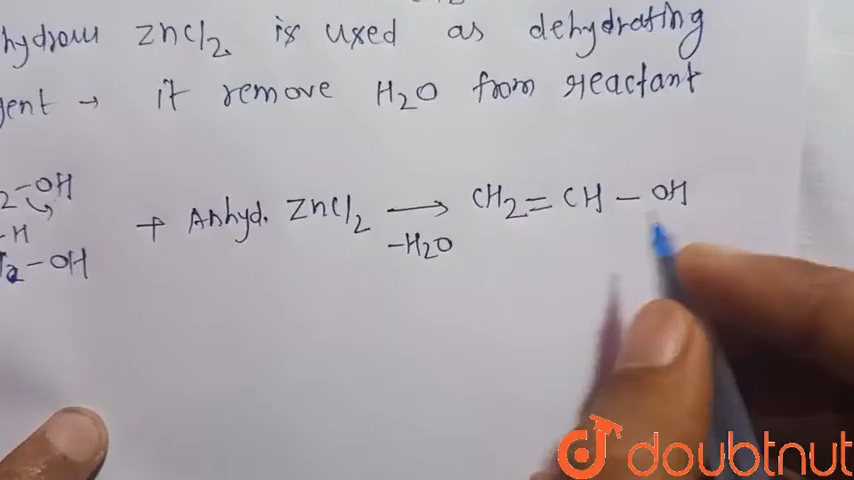 hydrous ZnCl2 is used as dehydrating
gent → it remove H2O from reactant
2-OH
-H
2-OH
+ Anhyd. ZnCl2 → CH2=CH-OH
-H2O
doubtnut